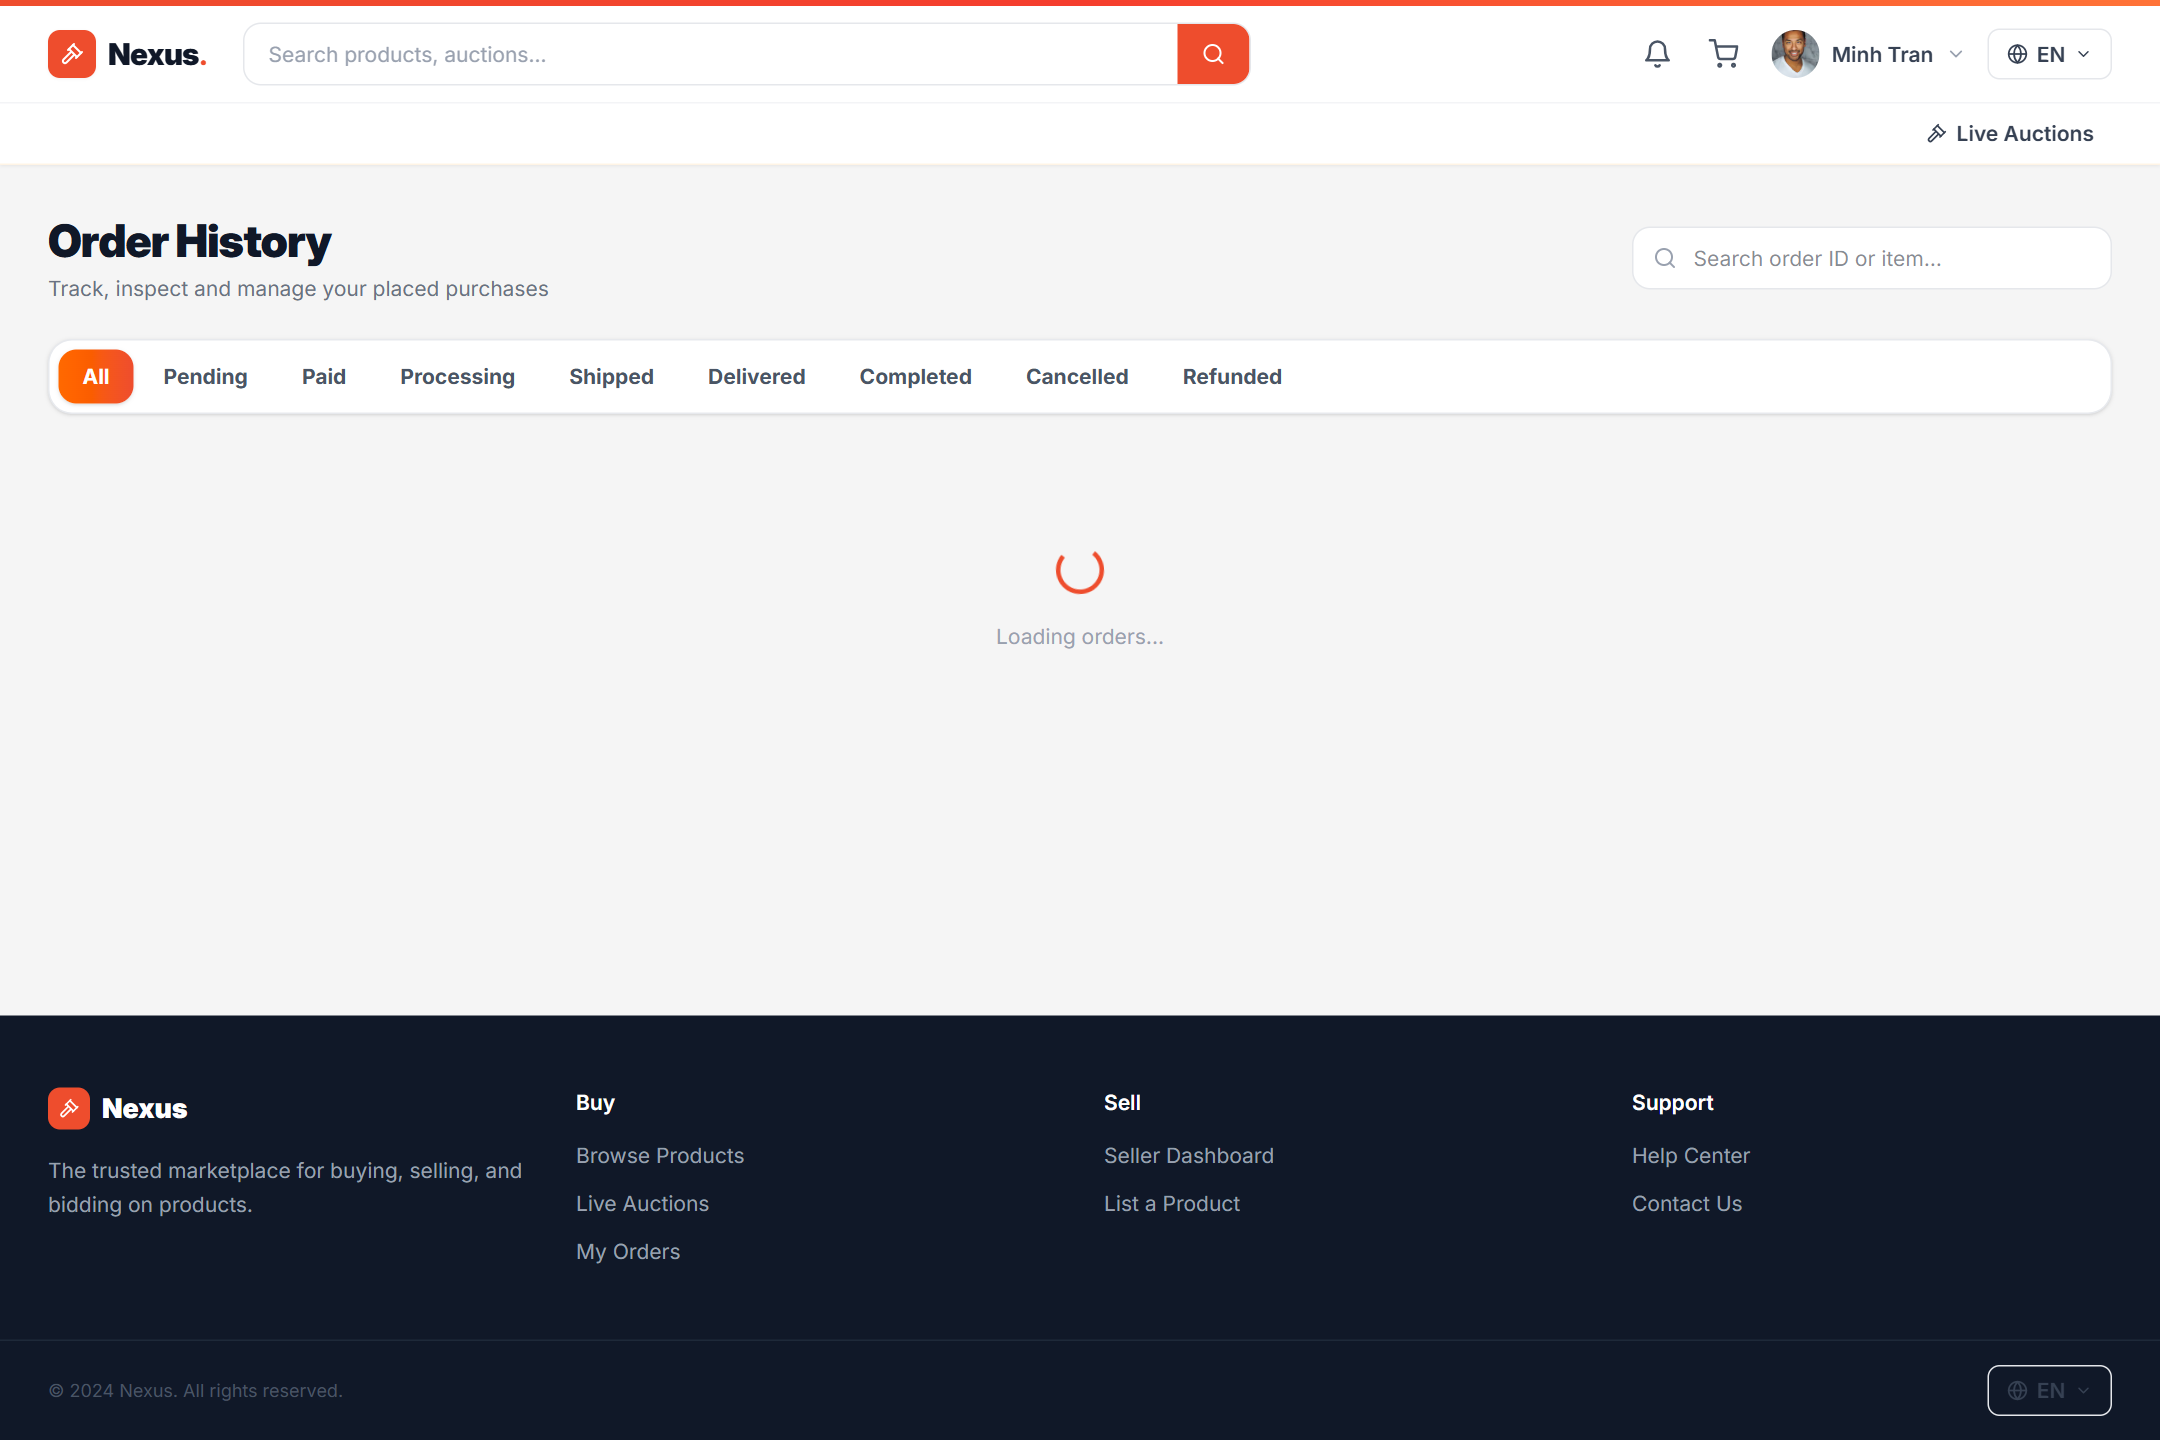 Nexus.
Search products, auctions...
Minh Tran
EN
Live Auctions
Order History
Track, inspect and manage your placed purchases
Search order ID or item...
All
Pending
Paid
Processing
Shipped
Delivered
Completed
Cancelled
Refunded
Loading orders...
Nexus
The trusted marketplace for buying, selling, and
bidding on products.
Buy
Browse Products
Live Auctions
My Orders
Sell
Seller Dashboard
List a Product
Support
Help Center
Contact Us
© 2024 Nexus. All rights reserved.
EN